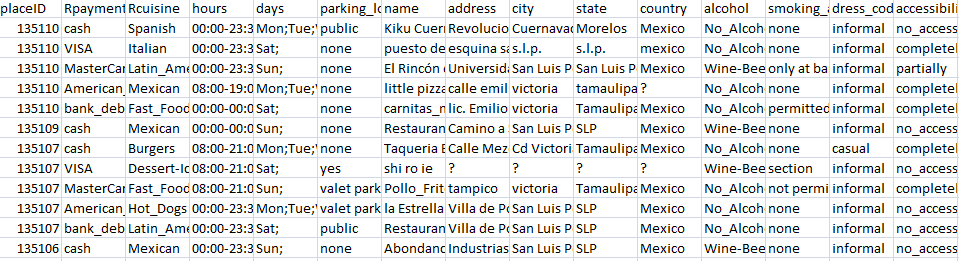 placeID Rpayment Rcuisine hours days parking_lo name address city state country alcohol smoking_ dress_cod accessibili
135110 cash Spanish 00:00-23:3 Mon;Tue;\ public Kiku Cuerr Revolucio Cuernavac Morelos Mexico No_Alcoh none informal no_access
135110 VISA Italian 00:00-23:3 Sat; none puesto de esquina sa s.l.p. s.l.p. mexico No_Alcoh none informal completel
135110 MasterCar Latin_Ame 00:00-23:3 Sun; none El Rincón Universida San Luis P San Luis P Mexico Wine-Bee only at ba informal partially
135110 American_ Mexican 08:00-19:0 Mon;Tue;\ none little pizza calle emil victoria tamaulipa ? No_Alcoh none informal completel
135110 bank_deb Fast_Food 00:00-00:0 Sat; none carnitas_n lic. Emilio victoria Tamaulipa Mexico No_Alcoh permitted informal completel
135109 cash Mexican 00:00-00:0 Sun; none Restauran Camino a San Luis P SLP Mexico Wine-Bee none informal no_access
135107 cash Burgers 08:00-21:0 Mon;Tue;\ none Taqueria E Calle Mez Cd Victoria Tamaulipa Mexico No_Alcoh none casual completel
135107 VISA Dessert-Ic 08:00-21:0 Sat; yes shi ro ie ? ? ? ? Wine-Bee section informal no_access
135107 MasterCar Fast_Food 08:00-21:0 Sun; valet park Pollo_Frit tampico victoria Tamaulipa Mexico No_Alcoh not permi informal completel
135107 American_ Hot_Dogs 00:00-23:3 Mon;Tue;\ valet park la Estrella Villa de Po San Luis P SLP Mexico No_Alcoh none informal no_access
135107 bank_deb Latin_Ame 00:00-23:3 Sat; public Restauran Villa de Po San Luis P SLP Mexico No_Alcoh none informal no_access
135106 cash Mexican 00:00-23:3 Sun; none Abondanc Industrias San Luis P SLP Mexico Wine-Bee none informal no_access